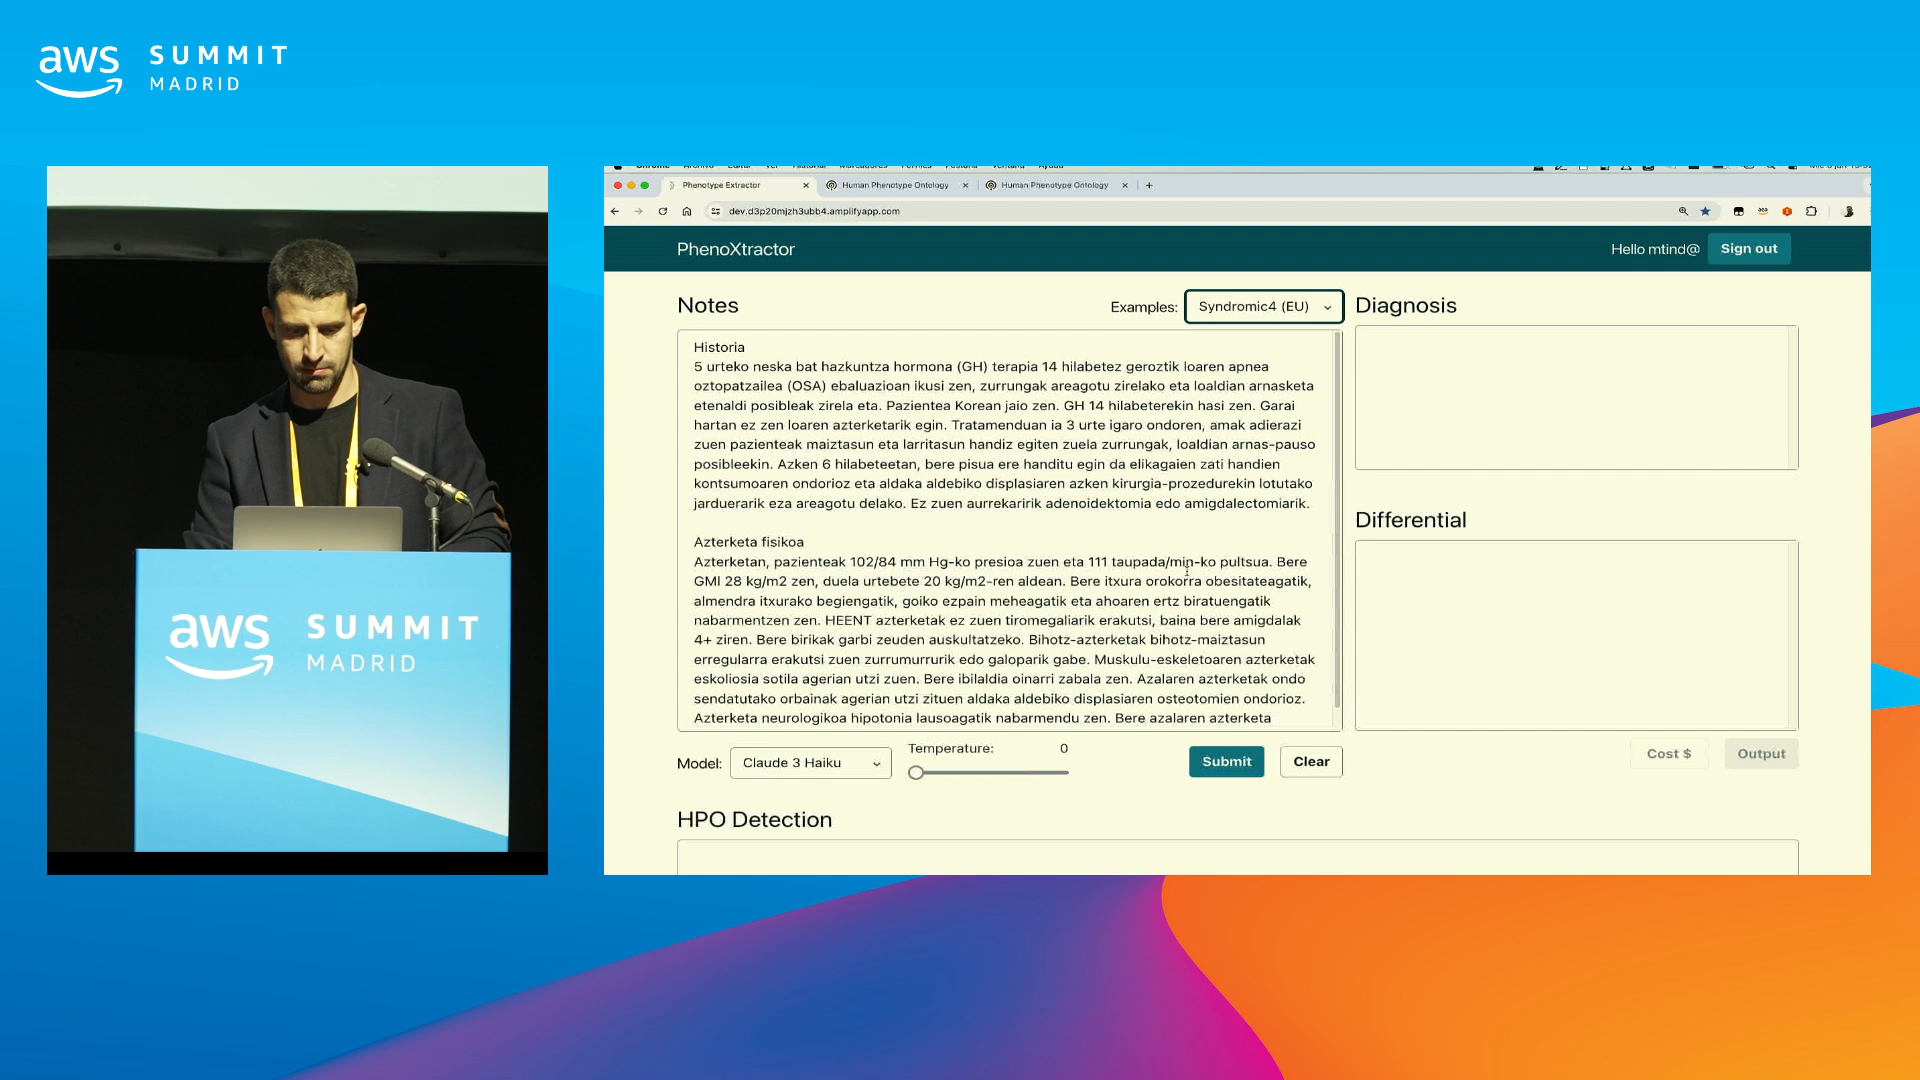 aws SUMMIT
MADRID
Phenotype Extractor
Human Phenotype Ontology
Human Phenotype Ontology
dev.d3p20mjzh3ubb4.amplifyapp.com
PhenoXtractor
Hello mtind@
Sign out
Notes
Examples:
Syndromic4 (EU)
Historia
5 urteko neska bat hazkuntza hormona (GH) terapia 14 hilabetez geroztik loaren apnea
oztopatzailea (OSA) ebaluazioan ikusi zen, zurrungak areagotu zirelako eta loaldian arnasketa
etenaldi posibleak zirela eta. Pazientea Korean jaio zen. GH 14 hilabeterekin hasi zen. Garai
hartan ez zen loaren azterketarik egin. Tratamenduan ia 3 urte igaro ondoren, amak adierazi
zuen pazienteak maiztasun eta larritasun handiz egiten zuela zurrungak, loaldian arnas-pauso
posibleekin. Azken 6 hilabeteetan, bere pisua ere handitu egin da elikagaien zati handien
kontsumoaren ondorioz eta aldaka aldebiko displasiaren azken kirurgia-prozedurekin lotutako
jarduerarik eza areagotu delako. Ez zuen aurrekaririk adenoidektomia edo amigdalectomiarik.
Azterketa fisikoa
Azterketan, pazienteak 102/84 mm Hg-ko presioa zuen eta 111 taupada/min-ko pultsua. Bere
GMI 28 kg/m2 zen, duela urtebete 20 kg/m2-ren aldean. Bere itxura orokorra obesitateagatik,
almendra itxurako begiengatik, goiko ezpain meheagatik eta ahoaren ertz biratuengatik
nabarmentzen zen. HEENT azterketak ez zuen tiromegaliarik erakutsi, baina bere amigdalak
4+ ziren. Bere birikak garbi zeuden auskultatzeko. Bihotz-azterketak bihotz-maiztasun
erregularra erakutsi zuen zurrumurrurik edo galoparik gabe. Muskulu-eskeletoaren azterketak
eskoliosia sotila agerian utzi zuen. Bere ibilaldia oinarri zabala zen. Azalaren azterketak ondo
sendatutako orbainak agerian utzi zituen aldaka aldebiko displasiaren osteotomien ondorioz.
Azterketa neurologikoa hipotonia lausoagatik nabarmendu zen. Bere azalaren azterketa
Diagnosis
Differential
Model:
Claude 3 Haiku
Temperature:
0
Submit
Clear
Cost $
Output
HPO Detection
aws SUMMIT
MADRID